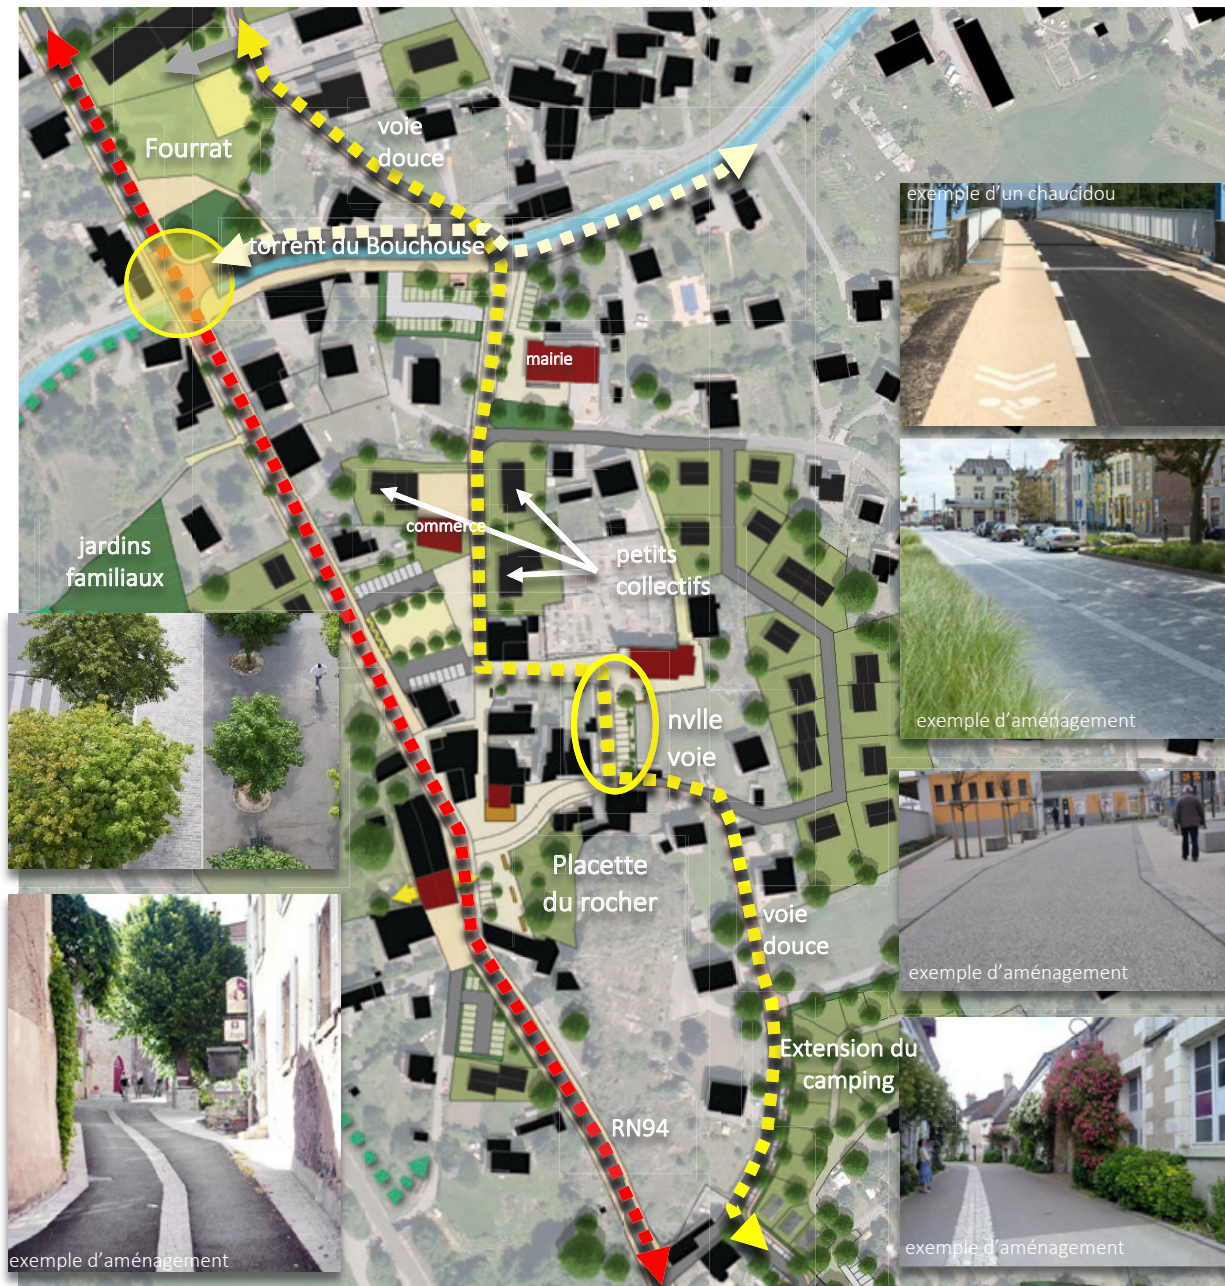 voie
douce
Fourrat
exemple d'un chaucidou
torrent du Bouchouse
mairie
commerce
jardins
familiaux
petits
collectifs
nvlle
voie
exemple d'aménagement
Placette
du rocher
voie
douce
exemple d'aménagement
Extension du
camping
RN94
exemple d'aménagement
exemple d'aménagement